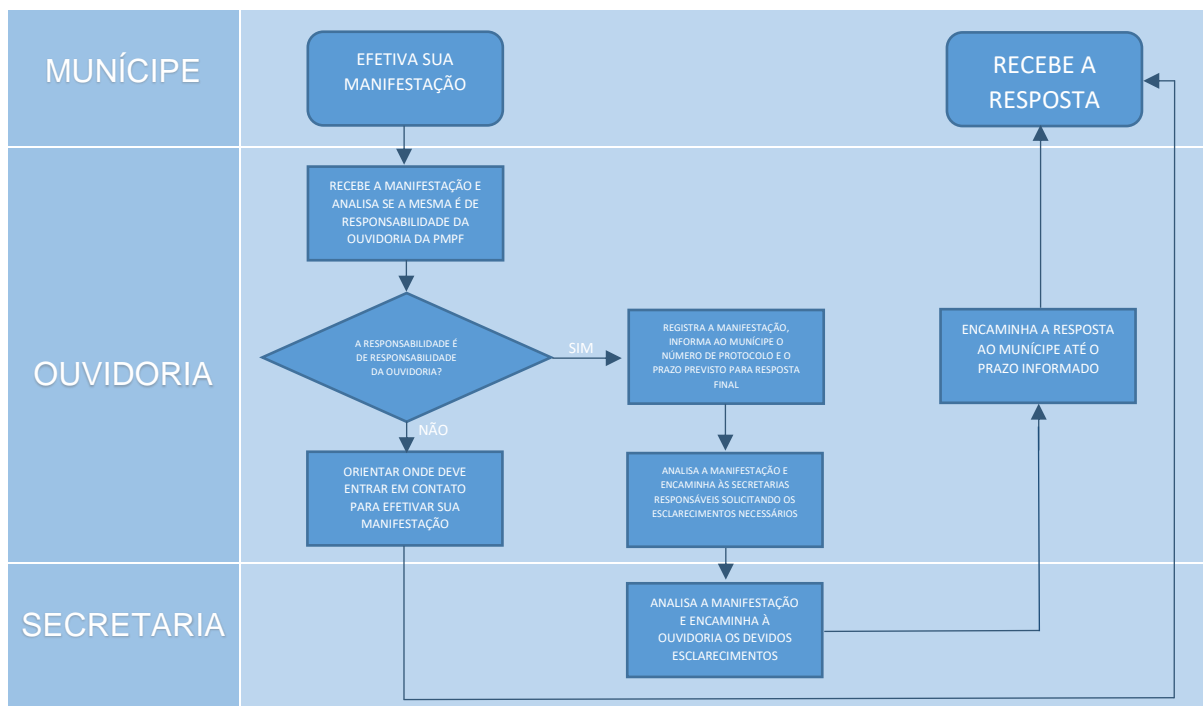 MUNÍCIPE
EFETIVA SUA
MANIFESTAÇÃO
RECEBE A
RESPOSTA
OUVIDORIA
RECEBE A MANIFESTAÇÃO E
ANALISA SE A MESMA É DE
RESPONSABILIDADE DA
OUVIDORIA DA PMPF
A RESPONSABILIDADE É
DE RESPONSABILIDADE
DA OUVIDORIA?
SIM
NÃO
REGISTRA A MANIFESTAÇÃO,
INFORMA AO MUNÍCIPE O
NÚMERO DE PROTOCOLO E O
PRAZO PREVISTO PARA RESPOSTA
FINAL
ENCAMINHA A RESPOSTA
AO MUNÍCIPE ATÉ O
PRAZO INFORMADO
ORIENTAR ONDE DEVE
ENTRAR EM CONTATO
PARA EFETIVAR SUA
MANIFESTAÇÃO
ANALISA A MANIFESTAÇÃO E
ENCAMINHA ÀS SECRETARIAS
RESPONSÁVEIS SOLICITANDO OS
ESCLARECIMENTOS NECESSÁRIOS
SECRETARIA
ANALISA A MANIFESTAÇÃO
E ENCAMINHA À
OUVIDORIA OS DEVIDOS
ESCLARECIMENTOS